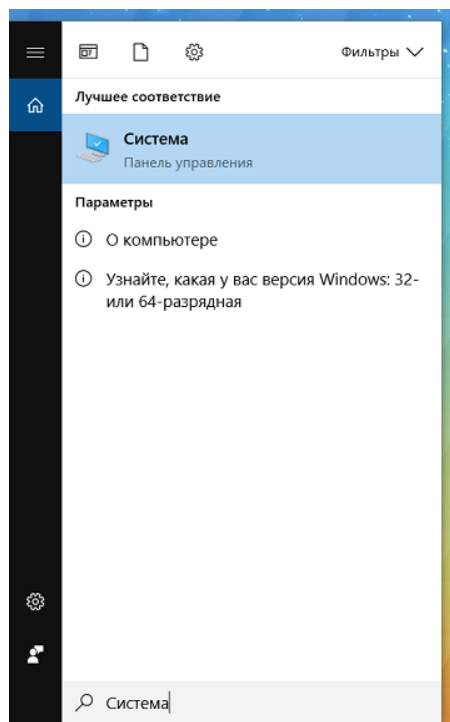 Фильтры
Лучшее соответствие
Система
Панель управления
Параметры
О компьютере
Узнайте, какая у вас версия Windows: 32-
или 64-разрядная
Система